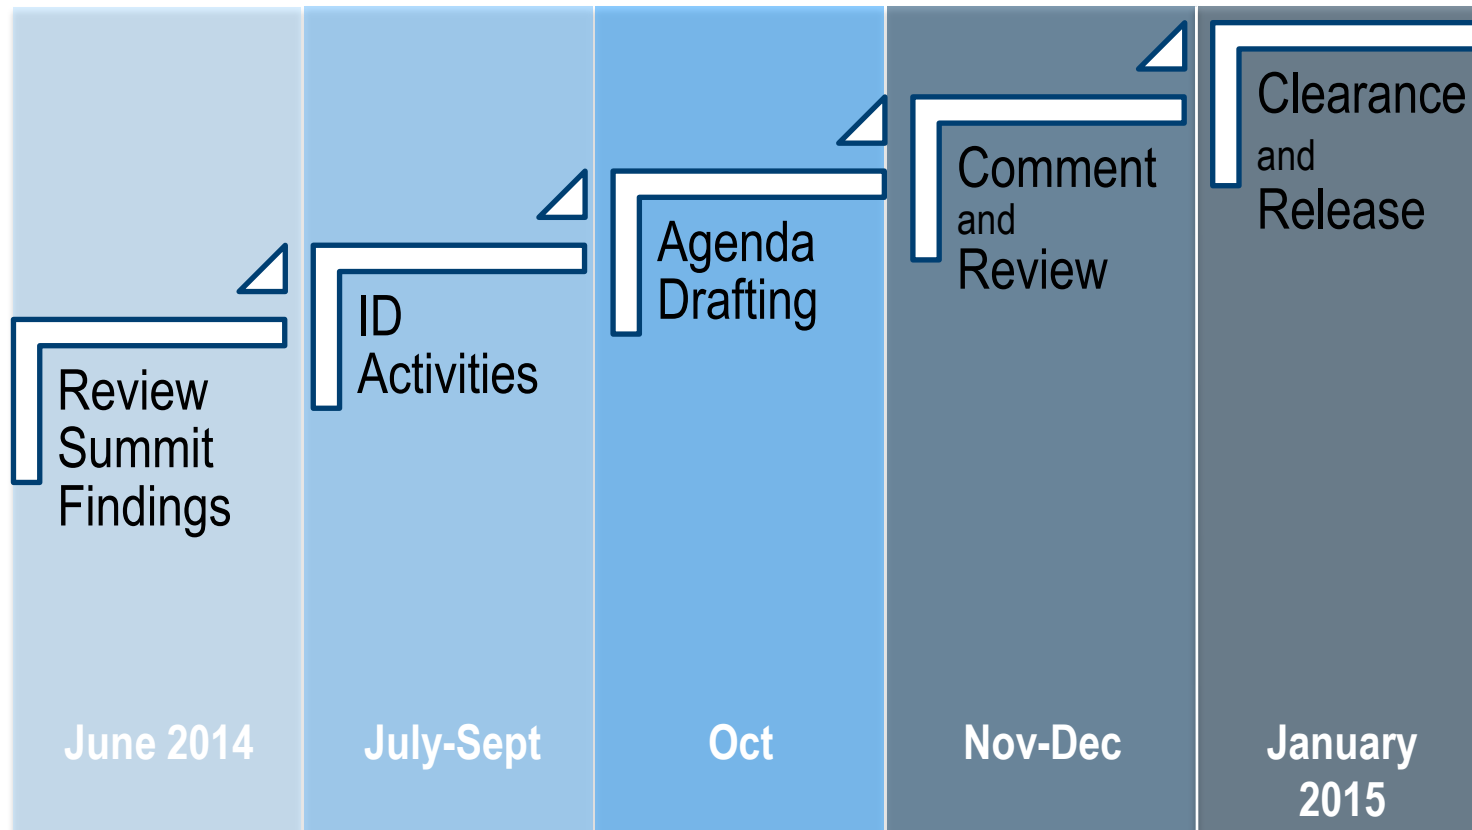 Review
Summit
Findings
ID
Activities
Agenda
Drafting
Comment
and
Review
Clearance
and
Release
June 2014
July-Sept
Oct
Nov-Dec
January
2015